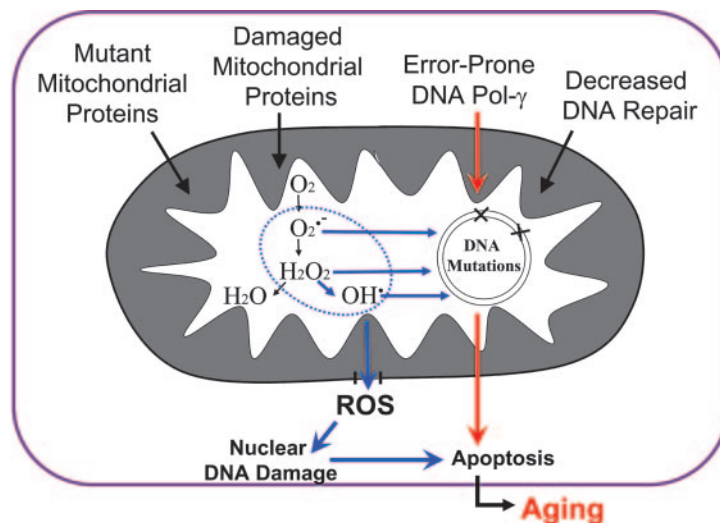 Mutant
Mitochondrial
Proteins
Damaged
Mitochondrial
Proteins
Error-Prone
DNA Pol-γ
Decreased
DNA Repair
O₂
O₂•-
H₂O₂
H₂O
OH•
DNA
Mutations
ROS
Nuclear
DNA Damage
Apoptosis
Aging